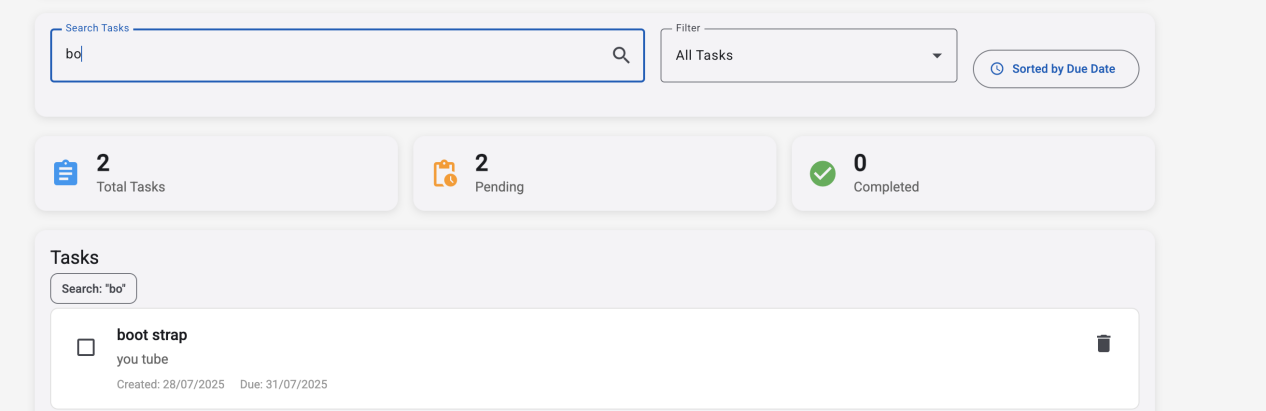 Search Tasks
bo
Filter
All Tasks
Sorted by Due Date
2
Total Tasks
2
Pending
0
Completed
Tasks
Search: "bo"
boot strap
you tube
Created: 28/07/2025 Due: 31/07/2025